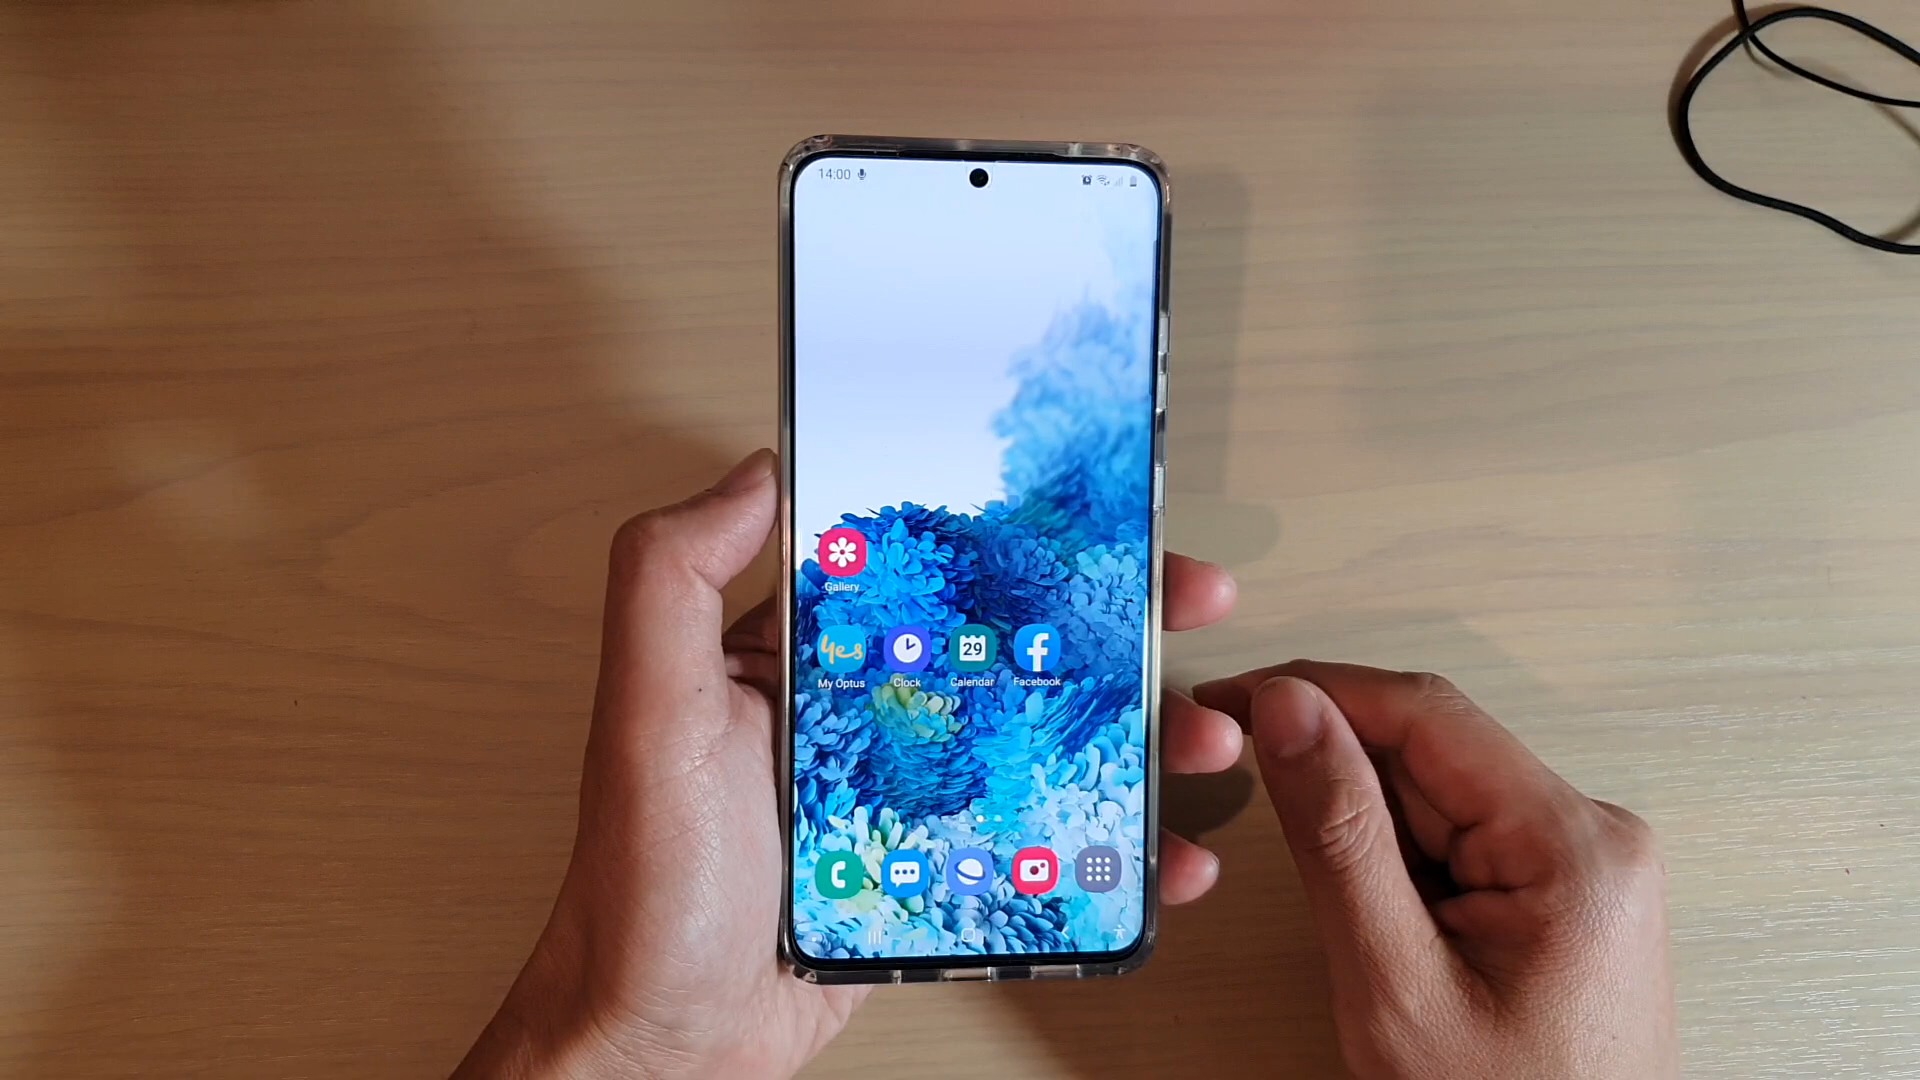 14:00
Gallery
yes
My Optus
Clock
29
Calendar
Facebook